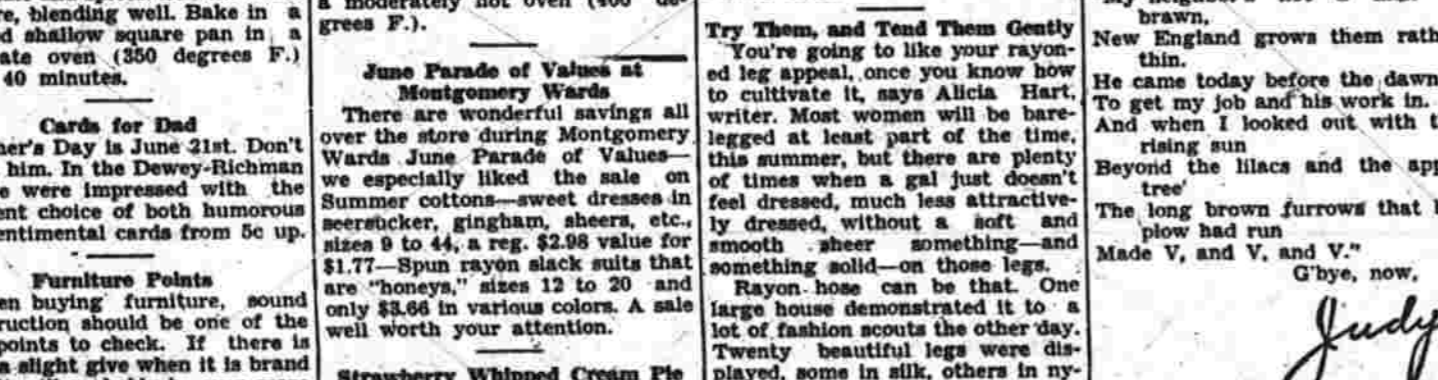 re, blending well. Bake in a
d shallow square pan in a
ate oven (350 degrees F.)
40 minutes.
Cards for Dad
her's Day is June 21st. Don't
him. In the Dewey-Richman
e were impressed with the
ent choice of both humorous
entimental cards from 5c up.
Furniture Points
en buying furniture, sound
ruction should be one of the
points to check. If there is
a slight give when it is brand
a moderately hot oven (400 de-
grees F.).
June Parade of Values at
Montgomery Wards
There are wonderful savings all
over the store during Montgomery
Wards June Parade of Values—
we especially liked the sale on
Summer cottons—sweet dresses in
seersucker, gingham, sheers, etc.,
sizes 9 to 44, a reg. $2.98 value for
$1.77—Spun rayon slack suits that
are "honeys," sizes 12 to 20 and
only $3.66 in various colors. A sale
well worth your attention.
Strawberry Whipped Cream Pie
Try Them, and Tend Them Gently
You're going to like your rayon-
ed leg appeal, once you know how
to cultivate it, says Alicia Hart,
writer. Most women will be bare-
legged at least part of the time,
this summer, but there are plenty
of times when a gal just doesn't
feel dressed, much less attractive-
ly dressed, without a soft and
smooth sheer something—and
something solid—on those legs.
Rayon hose can be that. One
large house demonstrated it to a
lot of fashion scouts the other day.
Twenty beautiful legs were dis-
played, some in silk, others in ny-
brawn,
New England grows them rath
thin.
He came today before the dawn
To get my job and his work in.
And when I looked out with t
rising sun
Beyond the lilacs and the app
tree'
The long brown furrows that h
plow had run
Made V, and V, and V."
G'bye, now,
Judy